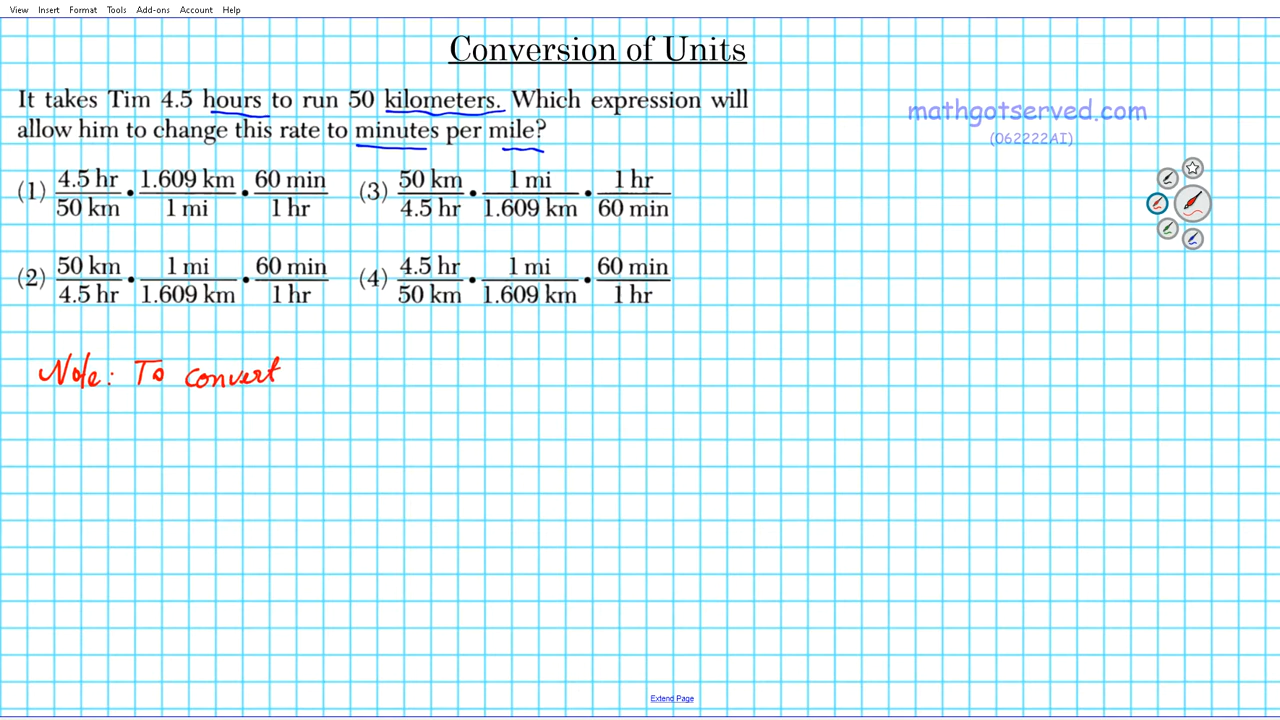 View Insert Format Tools Add-ons Account Help
Conversion of Units
It takes Tim 4.5 hours to run 50 kilometers. Which expression will
allow him to change this rate to minutes per mile?
mathgotserved.com
(062222AI)
(1) 4.5 hr / 50 km • 1.609 km / 1 mi • 60 min / 1 hr
(3) 50 km / 4.5 hr • 1 mi / 1.609 km • 1 hr / 60 min
(2) 50 km / 4.5 hr • 1 mi / 1.609 km • 60 min / 1 hr
(4) 4.5 hr / 50 km • 1 mi / 1.609 km • 60 min / 1 hr
Note: To convert
Extend Page